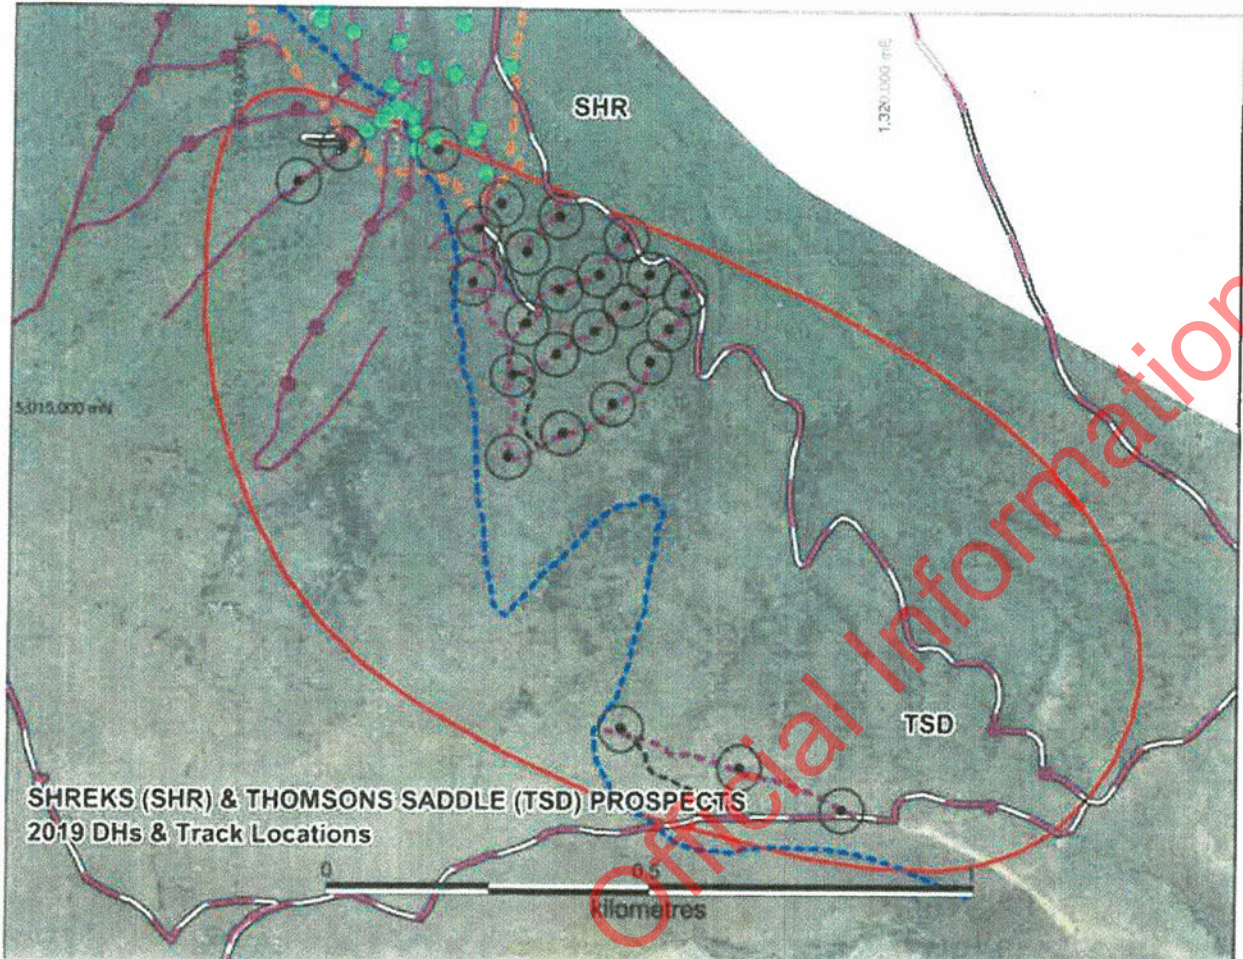 SHR
1,320,000 mE
5,015,000 mN
TSD
SHREKS (SHR) & THOMSONS SADDLE (TSD) PROSPECTS
2019 DHs & Track Locations
0 0.5 1
kilometres
Official Information